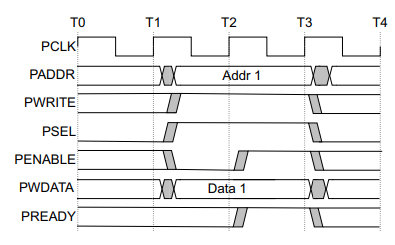 T0 T1 T2 T3 T4
PCLK
PADDR Addr 1
PWRITE
PSEL
PENABLE
PWDATA Data 1
PREADY